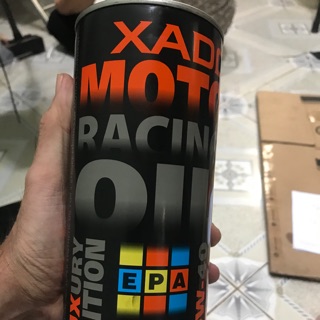 XADO
MOTO
RACING
OIL
LUXURY
EDITION
EPA
W-40